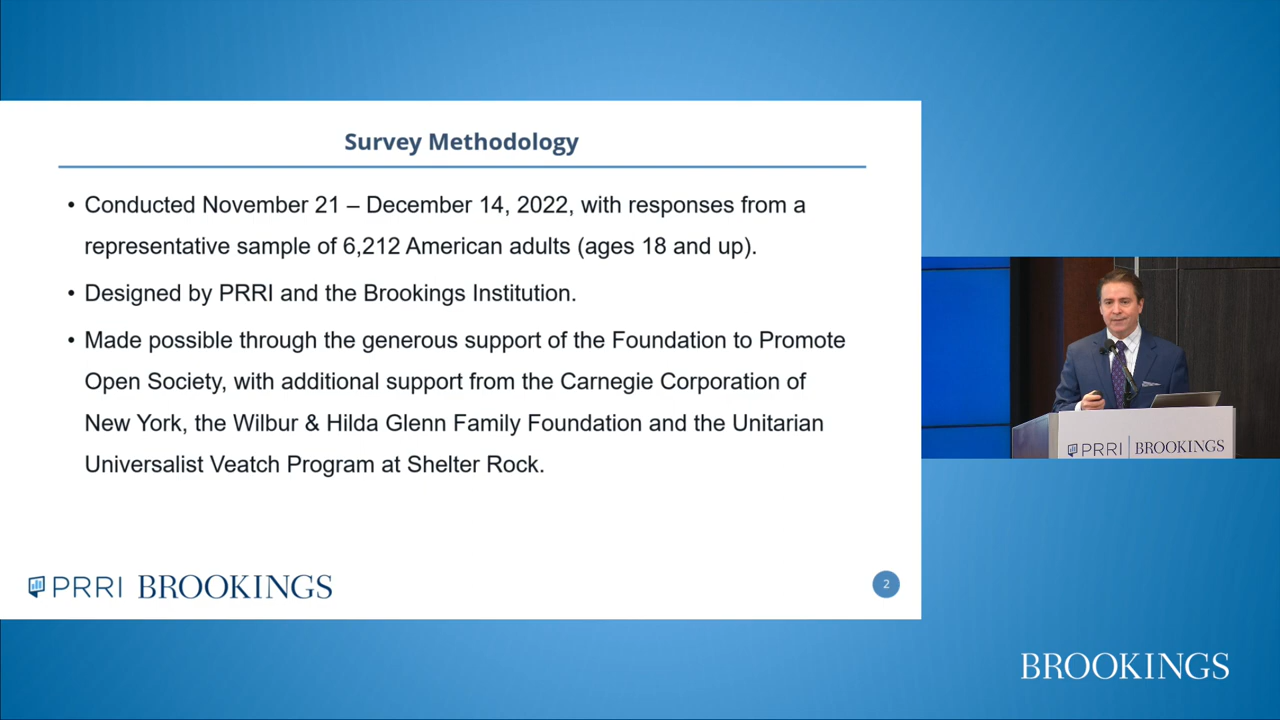 Survey Methodology
• Conducted November 21 – December 14, 2022, with responses from a
representative sample of 6,212 American adults (ages 18 and up).
• Designed by PRRI and the Brookings Institution.
• Made possible through the generous support of the Foundation to Promote
Open Society, with additional support from the Carnegie Corporation of
New York, the Wilbur & Hilda Glenn Family Foundation and the Unitarian
Universalist Veatch Program at Shelter Rock.
PRRI BROOKINGS
2
PRRI | BROOKINGS
BROOKINGS